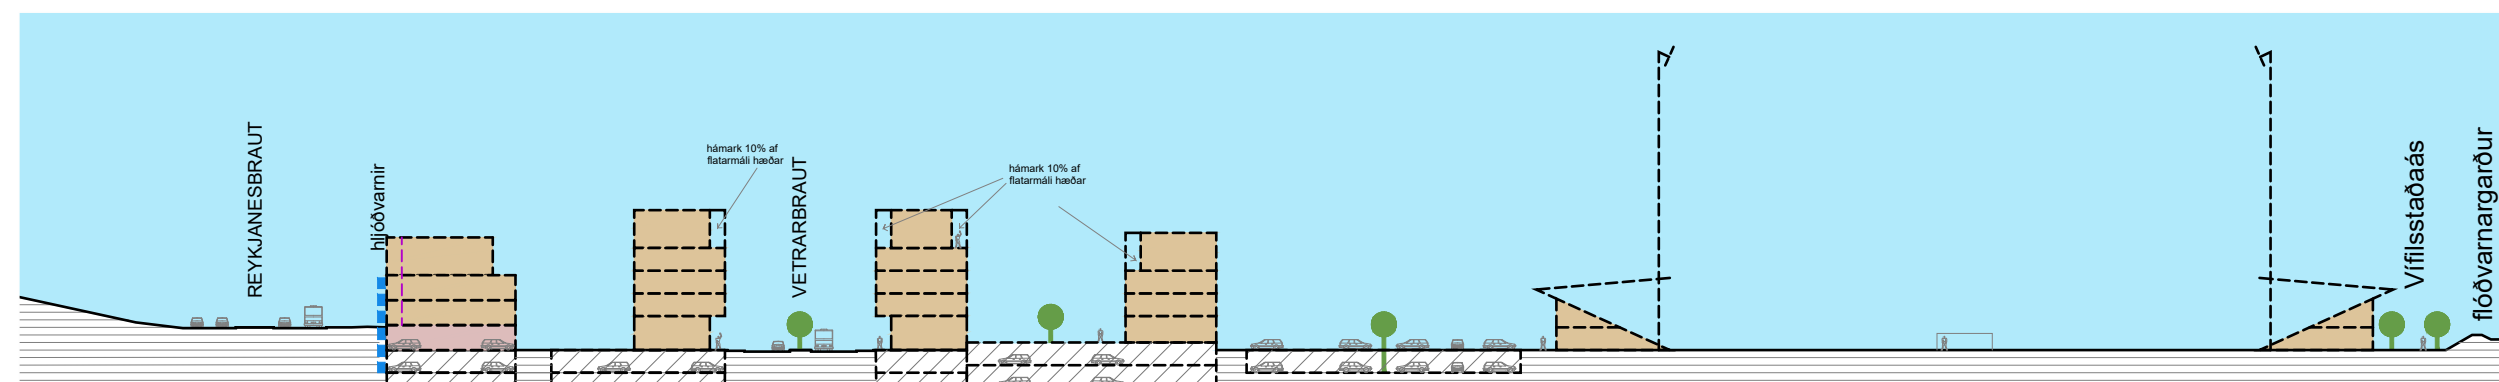 REYKJANESBRAUT
hljóðvarnir
hámark 10% af
flatarmáli hæðar
VETRARBRAUT
hámark 10% af
flatarmáli hæðar
Vífilsstaðaás
flóðvarnargarður